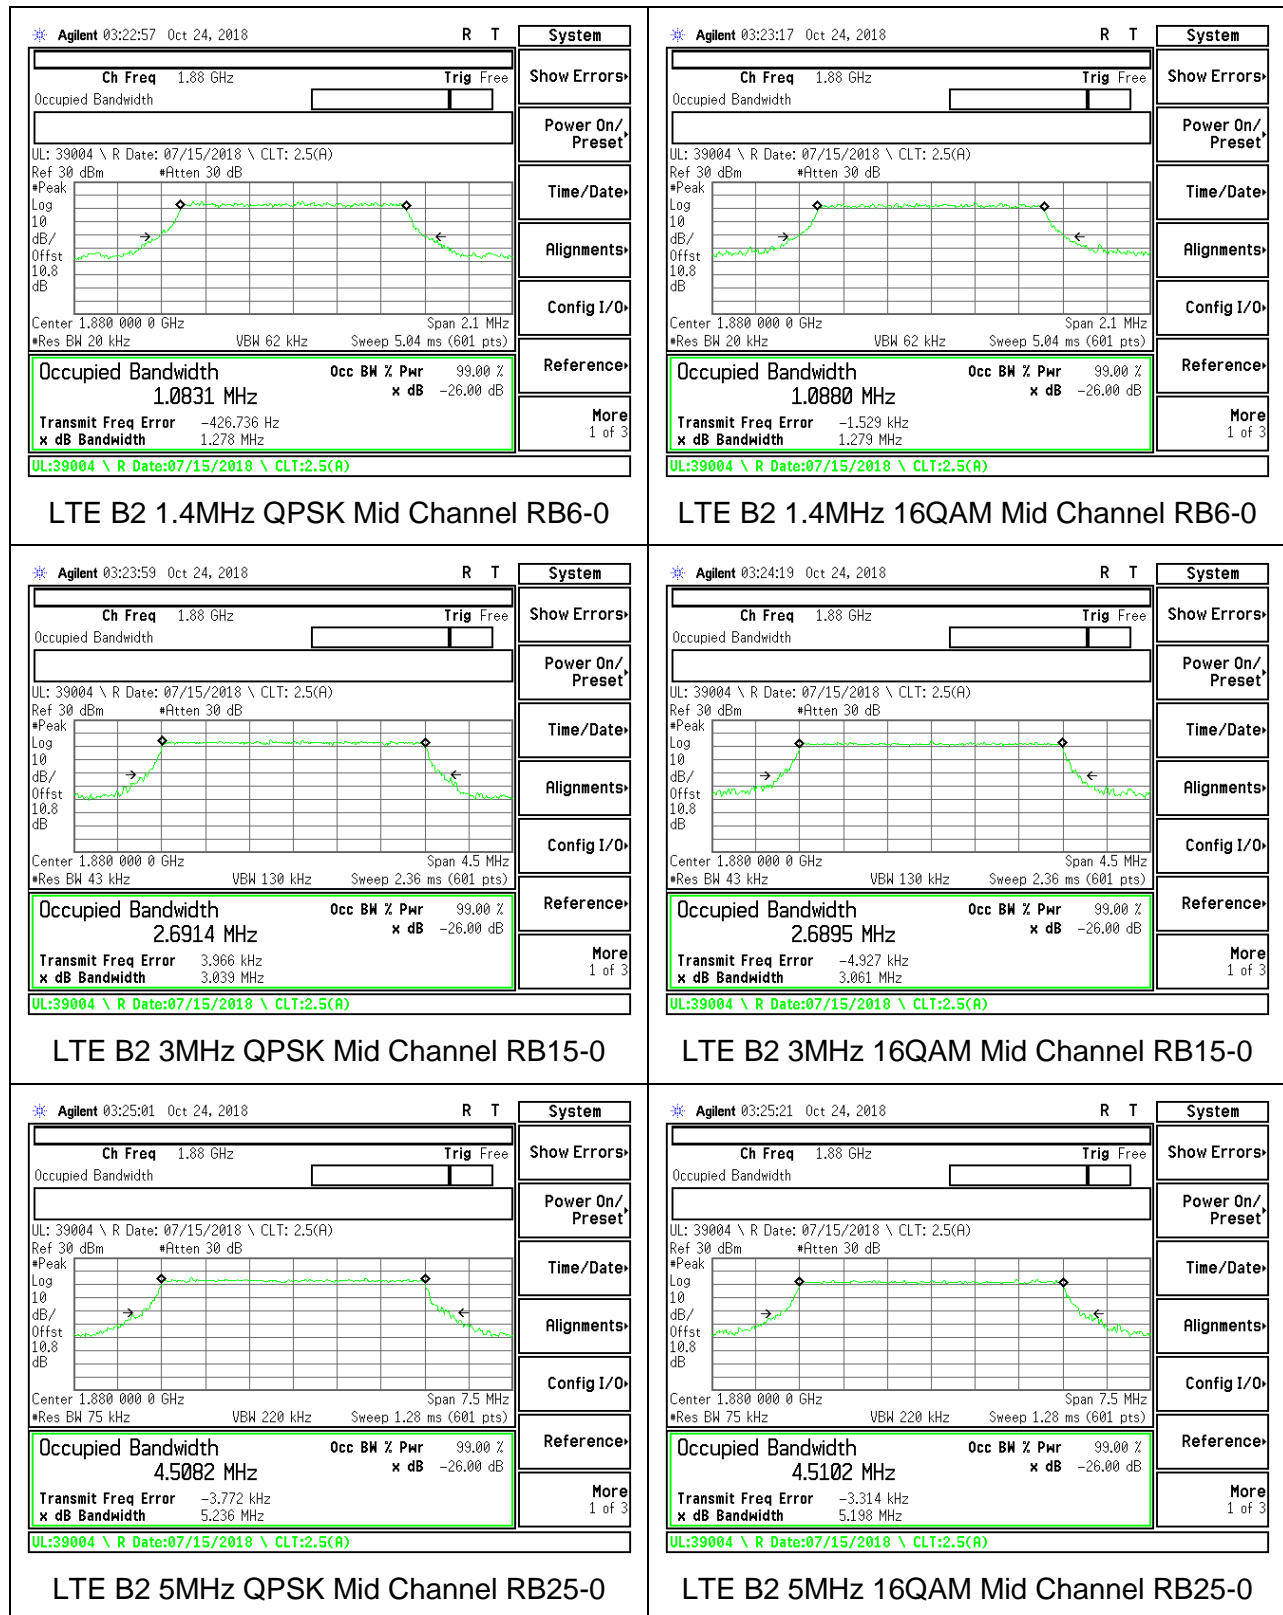 Agilent 03:22:57 Oct 24, 2018 R T System
Ch Freq 1.88 GHz Trig Free Show Errors
Occupied Bandwidth
Power On/
Preset
UL: 39004 \ R Date: 07/15/2018 \ CLT: 2.5(A)
Ref 30 dBm #Atten 30 dB
#Peak
Time/Date
Log
10
dB/
Alignments
Offst
10.8
dB
Config I/O
Center 1.880 000 0 GHz Span 2.1 MHz
#Res BW 20 kHz VBW 62 kHz Sweep 5.04 ms (601 pts)
Reference
Occupied Bandwidth Occ BW % Pwr 99.00 %
1.0831 MHz x dB -26.00 dB
More
1 of 3
Transmit Freq Error -426.736 Hz
x dB Bandwidth 1.278 MHz
UL:39004 \ R Date:07/15/2018 \ CLT:2.5(A)
LTE B2 1.4MHz QPSK Mid Channel RB6-0
Agilent 03:23:17 Oct 24, 2018 R T System
Ch Freq 1.88 GHz Trig Free Show Errors
Occupied Bandwidth
Power On/
Preset
UL: 39004 \ R Date: 07/15/2018 \ CLT: 2.5(A)
Ref 30 dBm #Atten 30 dB
#Peak
Time/Date
Log
10
dB/
Alignments
Offst
10.8
dB
Config I/O
Center 1.880 000 0 GHz Span 2.1 MHz
#Res BW 20 kHz VBW 62 kHz Sweep 5.04 ms (601 pts)
Reference
Occupied Bandwidth Occ BW % Pwr 99.00 %
1.0880 MHz x dB -26.00 dB
More
1 of 3
Transmit Freq Error -1.529 kHz
x dB Bandwidth 1.279 MHz
UL:39004 \ R Date:07/15/2018 \ CLT:2.5(A)
LTE B2 1.4MHz 16QAM Mid Channel RB6-0
Agilent 03:23:59 Oct 24, 2018 R T System
Ch Freq 1.88 GHz Trig Free Show Errors
Occupied Bandwidth
Power On/
Preset
UL: 39004 \ R Date: 07/15/2018 \ CLT: 2.5(A)
Ref 30 dBm #Atten 30 dB
#Peak
Time/Date
Log
10
dB/
Alignments
Offst
10.8
dB
Config I/O
Center 1.880 000 0 GHz Span 4.5 MHz
#Res BW 43 kHz VBW 130 kHz Sweep 2.36 ms (601 pts)
Reference
Occupied Bandwidth Occ BW % Pwr 99.00 %
2.6914 MHz x dB -26.00 dB
More
1 of 3
Transmit Freq Error 3.966 kHz
x dB Bandwidth 3.039 MHz
UL:39004 \ R Date:07/15/2018 \ CLT:2.5(A)
LTE B2 3MHz QPSK Mid Channel RB15-0
Agilent 03:24:19 Oct 24, 2018 R T System
Ch Freq 1.88 GHz Trig Free Show Errors
Occupied Bandwidth
Power On/
Preset
UL: 39004 \ R Date: 07/15/2018 \ CLT: 2.5(A)
Ref 30 dBm #Atten 30 dB
#Peak
Time/Date
Log
10
dB/
Alignments
Offst
10.8
dB
Config I/O
Center 1.880 000 0 GHz Span 4.5 MHz
#Res BW 43 kHz VBW 130 kHz Sweep 2.36 ms (601 pts)
Reference
Occupied Bandwidth Occ BW % Pwr 99.00 %
2.6895 MHz x dB -26.00 dB
More
1 of 3
Transmit Freq Error -4.927 kHz
x dB Bandwidth 3.061 MHz
UL:39004 \ R Date:07/15/2018 \ CLT:2.5(A)
LTE B2 3MHz 16QAM Mid Channel RB15-0
Agilent 03:25:01 Oct 24, 2018 R T System
Ch Freq 1.88 GHz Trig Free Show Errors
Occupied Bandwidth
Power On/
Preset
UL: 39004 \ R Date: 07/15/2018 \ CLT: 2.5(A)
Ref 30 dBm #Atten 30 dB
#Peak
Time/Date
Log
10
dB/
Alignments
Offst
10.8
dB
Config I/O
Center 1.880 000 0 GHz Span 7.5 MHz
#Res BW 75 kHz VBW 220 kHz Sweep 1.28 ms (601 pts)
Reference
Occupied Bandwidth Occ BW % Pwr 99.00 %
4.5082 MHz x dB -26.00 dB
More
1 of 3
Transmit Freq Error -3.772 kHz
x dB Bandwidth 5.236 MHz
UL:39004 \ R Date:07/15/2018 \ CLT:2.5(A)
LTE B2 5MHz QPSK Mid Channel RB25-0
Agilent 03:25:21 Oct 24, 2018 R T System
Ch Freq 1.88 GHz Trig Free Show Errors
Occupied Bandwidth
Power On/
Preset
UL: 39004 \ R Date: 07/15/2018 \ CLT: 2.5(A)
Ref 30 dBm #Atten 30 dB
#Peak
Time/Date
Log
10
dB/
Alignments
Offst
10.8
dB
Config I/O
Center 1.880 000 0 GHz Span 7.5 MHz
#Res BW 75 kHz VBW 220 kHz Sweep 1.28 ms (601 pts)
Reference
Occupied Bandwidth Occ BW % Pwr 99.00 %
4.5102 MHz x dB -26.00 dB
More
1 of 3
Transmit Freq Error -3.314 kHz
x dB Bandwidth 5.198 MHz
UL:39004 \ R Date:07/15/2018 \ CLT:2.5(A)
LTE B2 5MHz 16QAM Mid Channel RB25-0